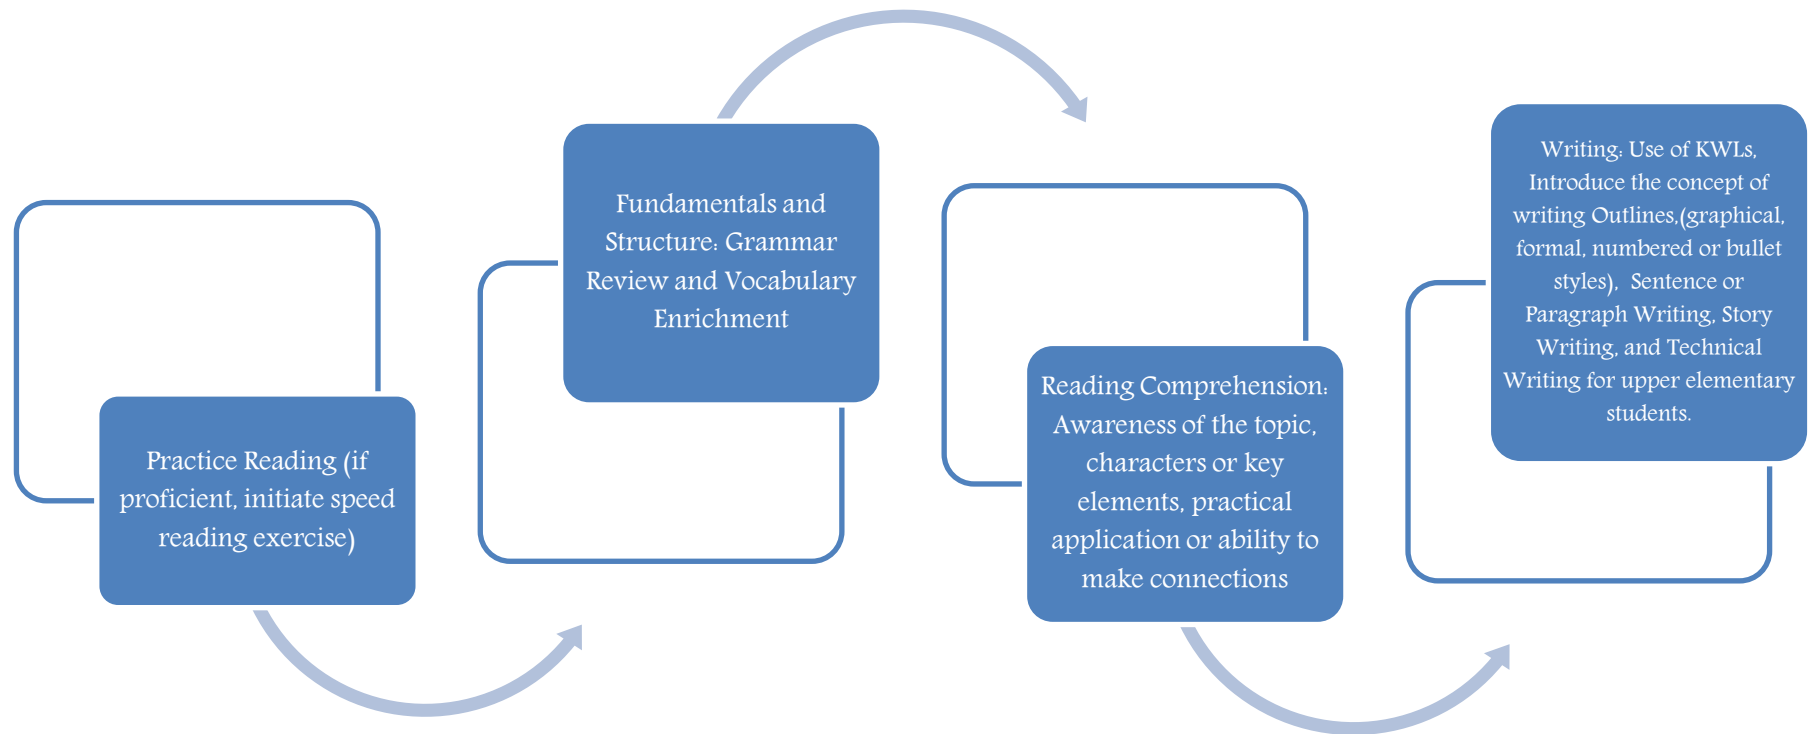 Practice Reading (if
proficient, initiate speed
reading exercise)
Fundamentals and
Structure: Grammar
Review and Vocabulary
Enrichment
Reading Comprehension:
Awareness of the topic,
characters or key
elements, practical
application or ability to
make connections
Writing: Use of KWLs,
Introduce the concept of
writing Outlines,(graphical,
formal, numbered or bullet
styles),  Sentence or
Paragraph Writing, Story
Writing, and Technical
Writing for upper elementary
students.